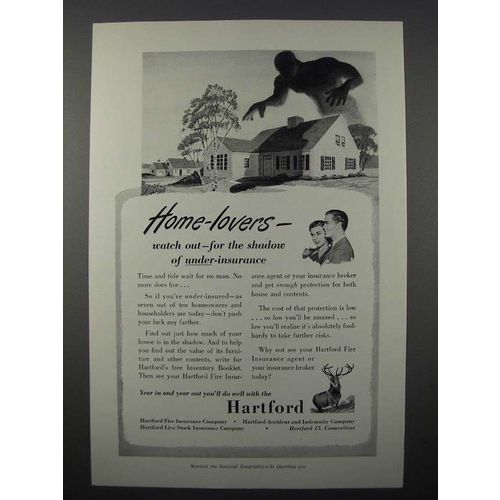 Home-lovers—
watch out—for the shadow
of under-insurance
Time and tide wait for no man. No
more does fire . . .
So if you're under-insured—as
seven out of ten homeowners and
householders are today—don't push
your luck any farther.
Find out just how much of your
house is in the shadow. And to help
you find out the value of its furni-
ture and other contents, write for
Hartford's free Inventory Booklet.
Then see your Hartford Fire Insur-
ance agent or your insurance broker
and get enough protection for both
house and contents.
The cost of that protection is low
. . . so low you'll be amazed . . . so
low you'll realize it's absolutely fool-
hardy to take further risks.
Why not see your Hartford Fire
Insurance agent or
your insurance broker
today?
Year in and year out you'll do well with the
Hartford
Hartford Fire Insurance Company • Hartford Accident and Indemnity Company
Hartford Live Stock Insurance Company • Hartford 15, Connecticut
Mention the National Geographic—It identifies you